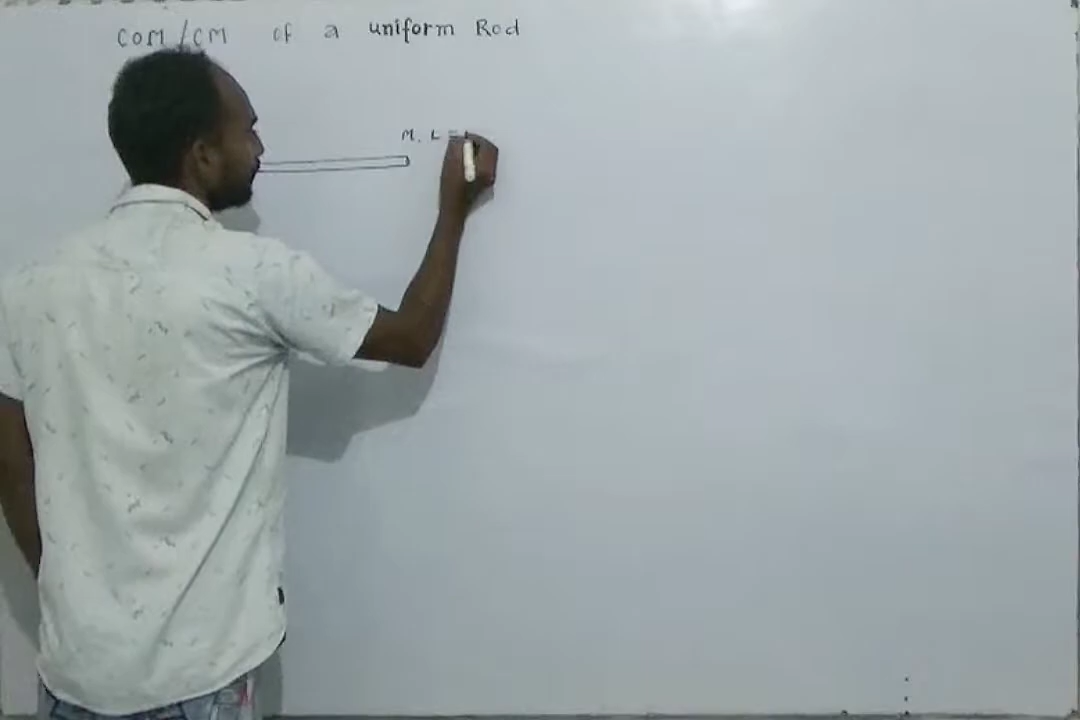 COM/CM of a uniform Rod
M, L =